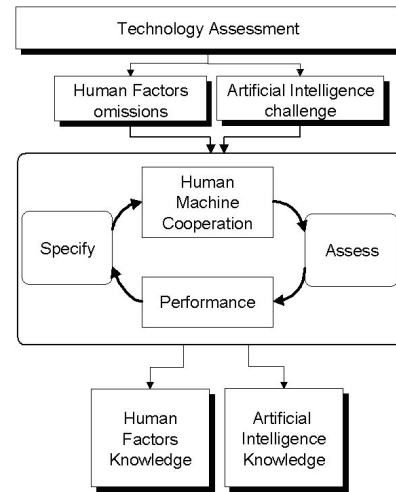 Technology Assessment
Human Factors
omissions
Artificial Intelligence
challenge
Human
Machine
Cooperation
Specify
Assess
Performance
Human
Factors
Knowledge
Artificial
Intelligence
Knowledge